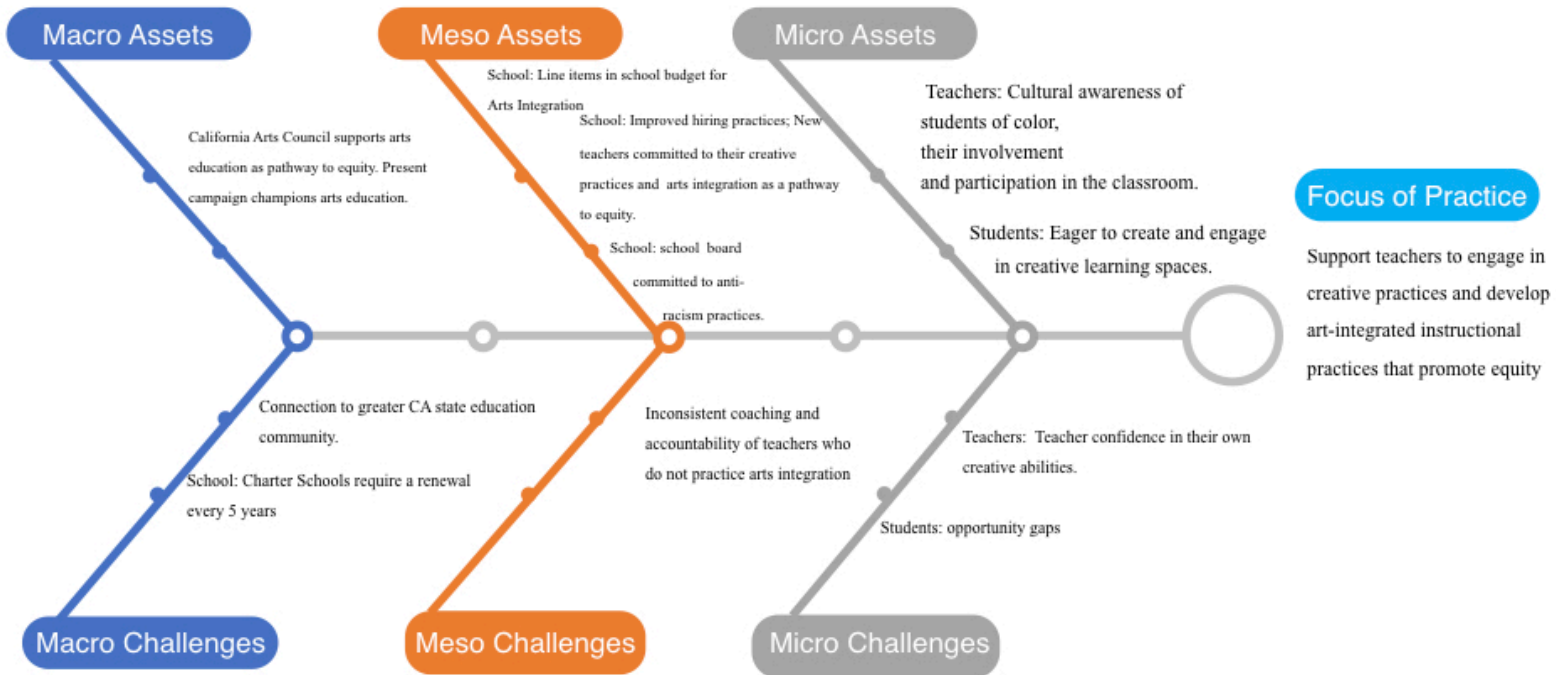 Macro Assets
Meso Assets
Micro Assets
California Arts Council supports arts
education as pathway to equity. Present
campaign champions arts education.
School: Line items in school budget for
Arts Integration
School: Improved hiring practices; New
teachers committed to their creative
practices and arts integration as a pathway
to equity.
School: school board
committed to anti-
racism practices.
Teachers: Cultural awareness of
students of color,
their involvement
and participation in the classroom.
Students: Eager to create and engage
in creative learning spaces.
Focus of Practice
Support teachers to engage in
creative practices and develop
art-integrated instructional
practices that promote equity
Connection to greater CA state education
community.
School: Charter Schools require a renewal
every 5 years
Inconsistent coaching and
accountability of teachers who
do not practice arts integration
Teachers: Teacher confidence in their own
creative abilities.
Students: opportunity gaps
Macro Challenges
Meso Challenges
Micro Challenges